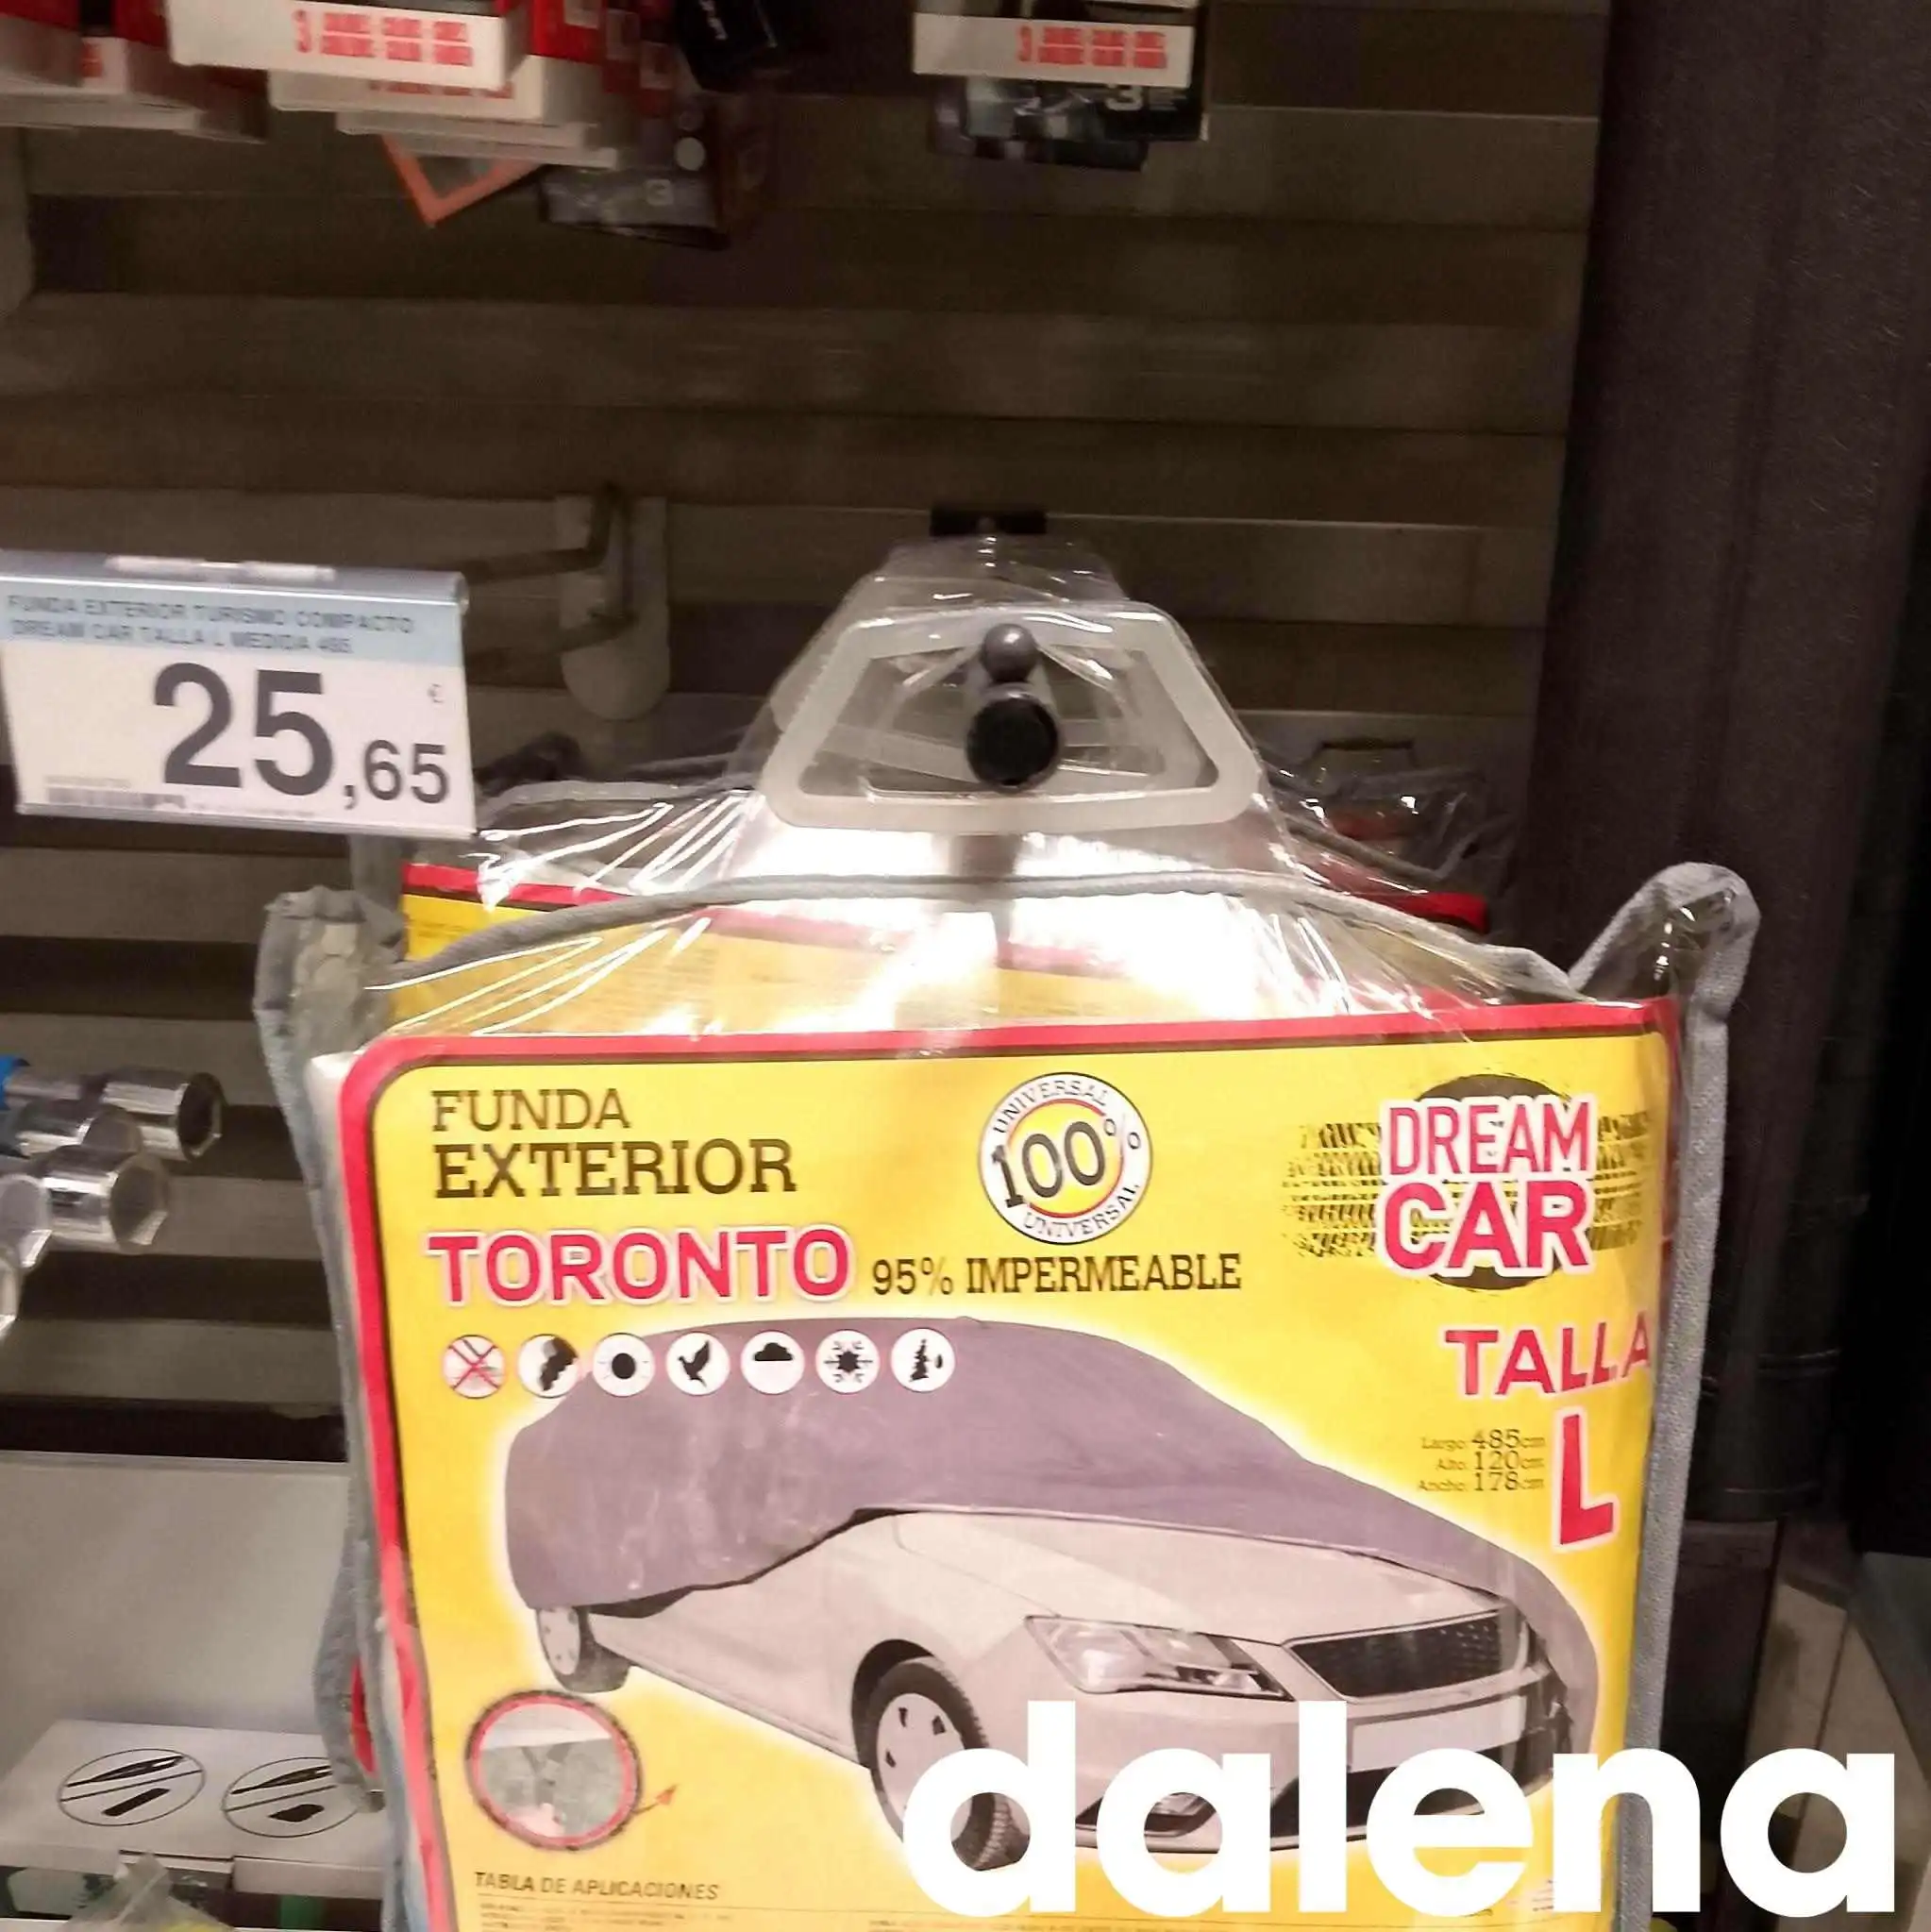 FUNDA EXTERIOR TURISMO COMPACTO
DREAM CAR TALLA L MEDIDA 485
25,65 €
FUNDA
EXTERIOR
TORONTO
95% IMPERMEABLE
UNIVERSAL
100%
UNIVERSAL
DREAM
CAR
TALLA
L
Largo: 485cm
Alto: 120cm
Ancho: 178cm
TABLA DE APLICACIONES
dalena